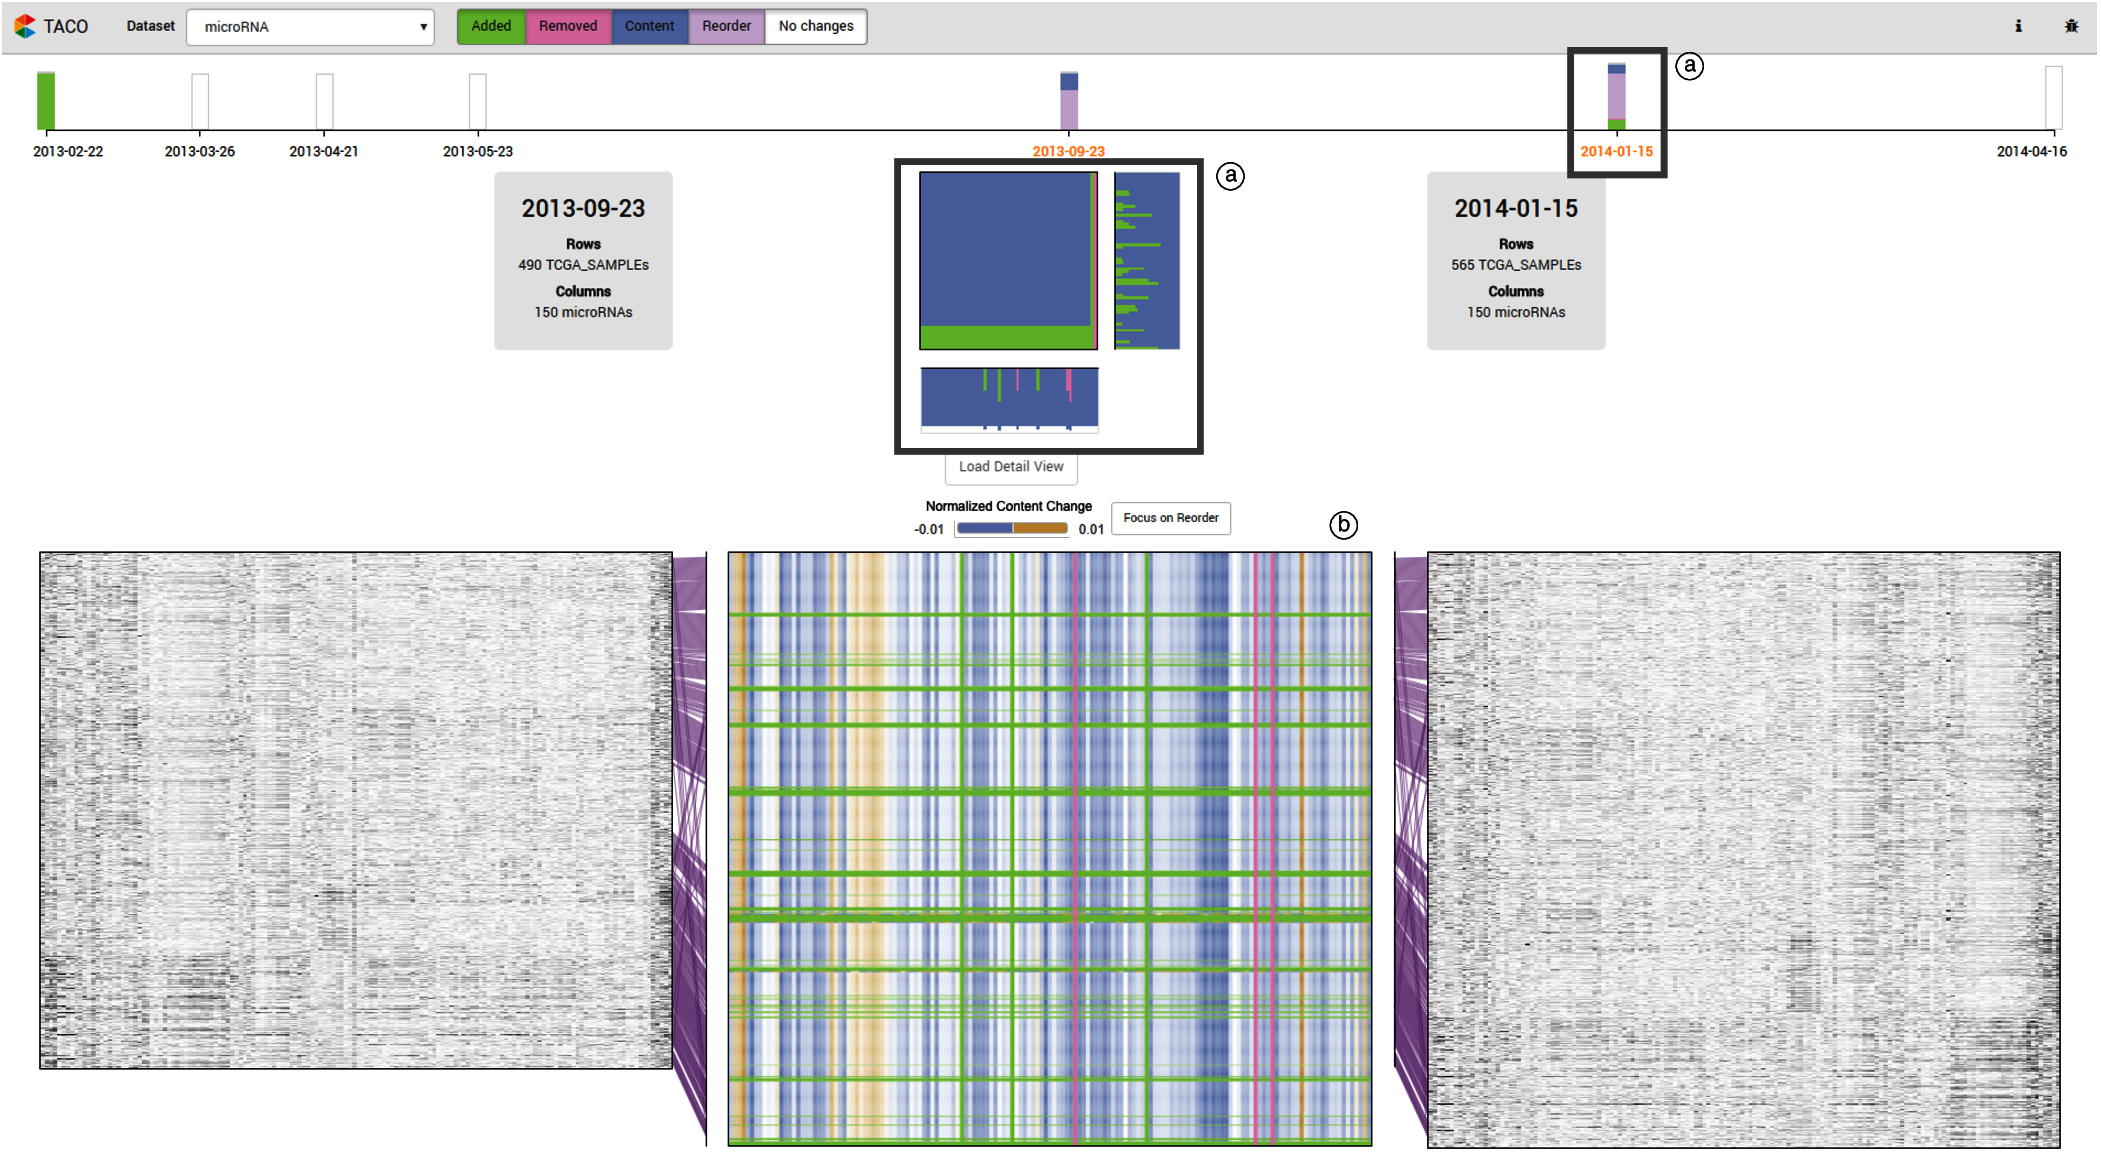 TACO Dataset microRNA Added Removed Content Reorder No changes
a
2013-02-22 2013-03-26 2013-04-21 2013-05-23 2013-09-23 2014-01-15 2014-04-16
a
2013-09-23
Rows
490 TCGA_SAMPLEs
Columns
150 microRNAs
2014-01-15
Rows
565 TCGA_SAMPLEs
Columns
150 microRNAs
Load Detail View
Normalized Content Change
-0.01 0.01
Focus on Reorder
b